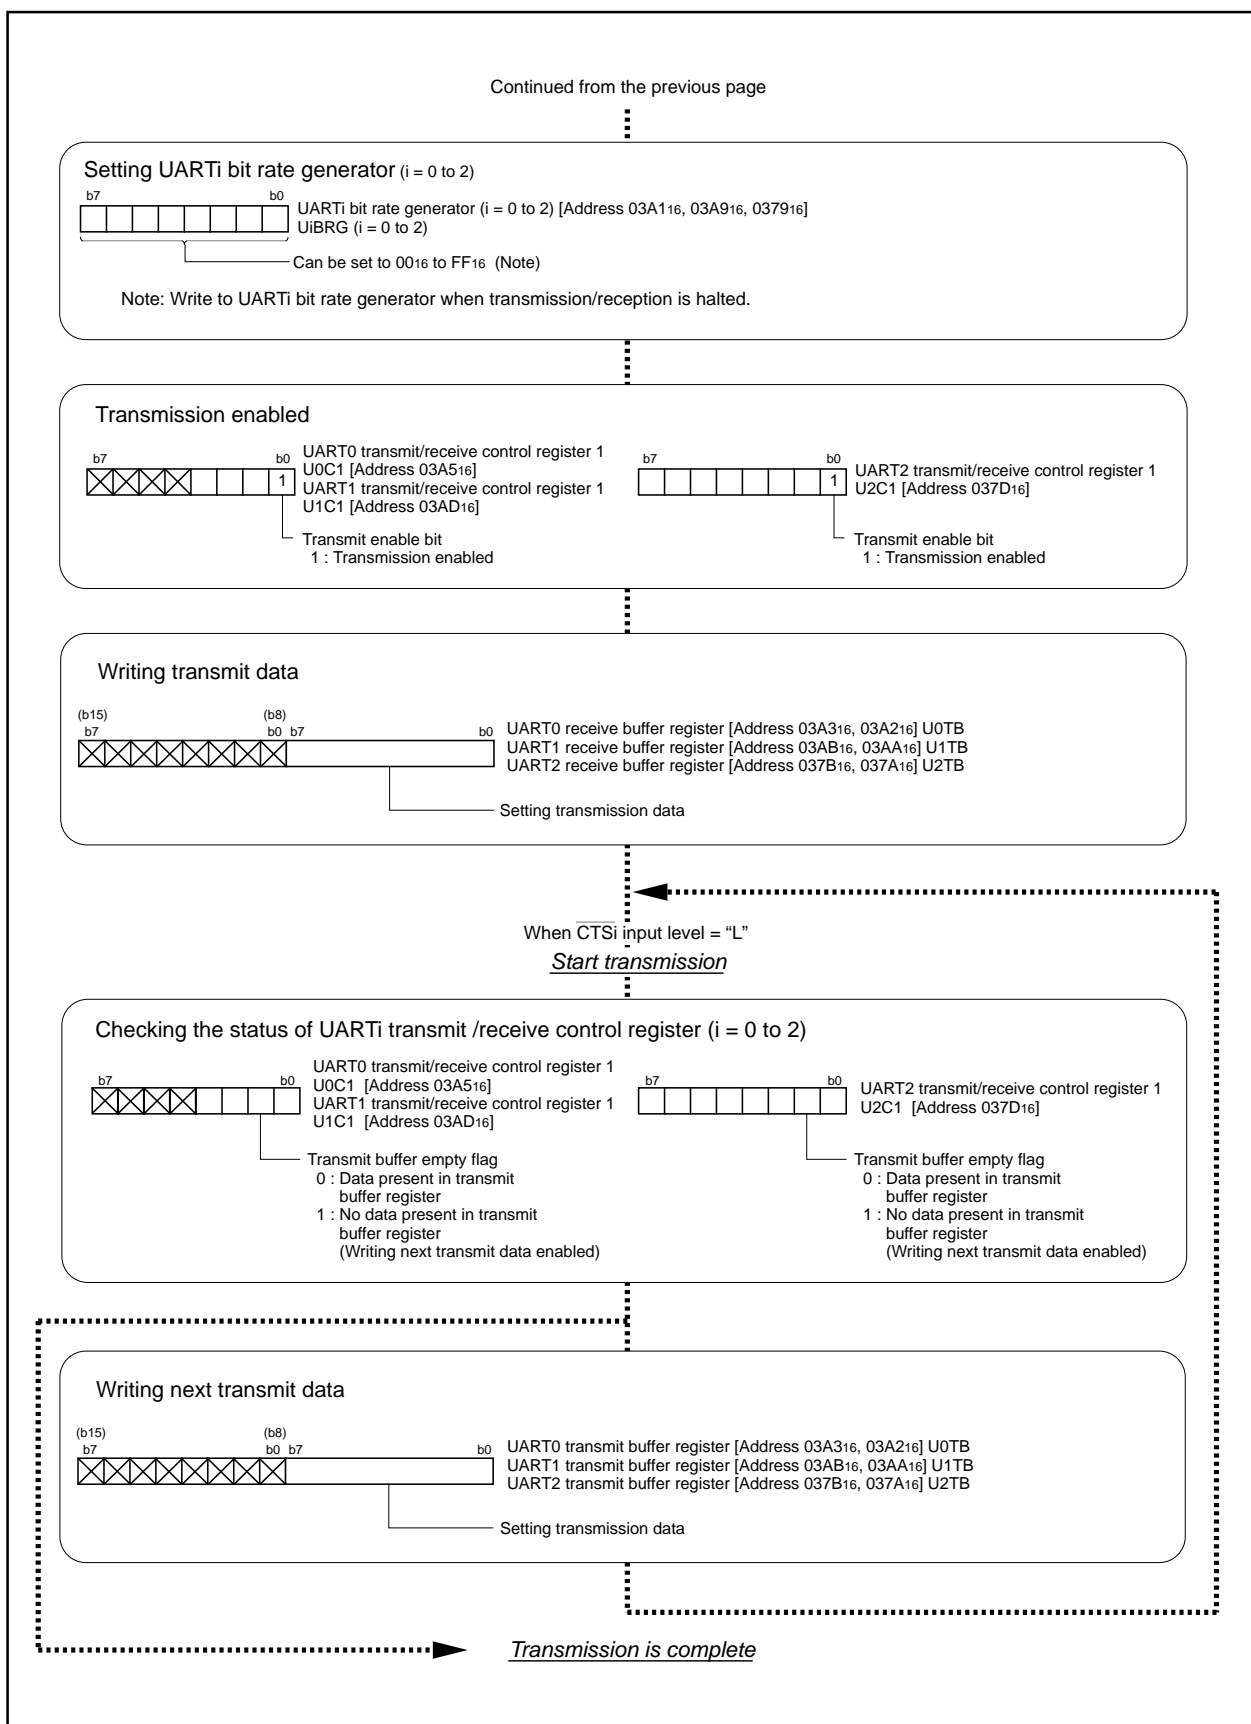 Continued from the previous page
Setting UARTi bit rate generator (i = 0 to 2)
b7 b0
UARTi bit rate generator (i = 0 to 2) [Address 03A116, 03A916, 037916]
UiBRG (i = 0 to 2)
Can be set to 0016 to FF16 (Note)
Note: Write to UARTi bit rate generator when transmission/reception is halted.
Transmission enabled
b7 b0
1
UART0 transmit/receive control register 1
U0C1 [Address 03A516]
UART1 transmit/receive control register 1
U1C1 [Address 03AD16]
Transmit enable bit
1 : Transmission enabled
b7 b0
1
UART2 transmit/receive control register 1
U2C1 [Address 037D16]
Transmit enable bit
1 : Transmission enabled
Writing transmit data
(b15) (b8)
b7 b0 b7 b0
UART0 receive buffer register [Address 03A316, 03A216] U0TB
UART1 receive buffer register [Address 03AB16, 03AA16] U1TB
UART2 receive buffer register [Address 037B16, 037A16] U2TB
Setting transmission data
When CTSi input level = “L”
Start transmission
Checking the status of UARTi transmit /receive control register (i = 0 to 2)
b7 b0
UART0 transmit/receive control register 1
U0C1 [Address 03A516]
UART1 transmit/receive control register 1
U1C1 [Address 03AD16]
Transmit buffer empty flag
0 : Data present in transmit
buffer register
1 : No data present in transmit
buffer register
(Writing next transmit data enabled)
b7 b0
UART2 transmit/receive control register 1
U2C1 [Address 037D16]
Transmit buffer empty flag
0 : Data present in transmit
buffer register
1 : No data present in transmit
buffer register
(Writing next transmit data enabled)
Writing next transmit data
(b15) (b8)
b7 b0 b7 b0
UART0 transmit buffer register [Address 03A316, 03A216] U0TB
UART1 transmit buffer register [Address 03AB16, 03AA16] U1TB
UART2 transmit buffer register [Address 037B16, 037A16] U2TB
Setting transmission data
Transmission is complete